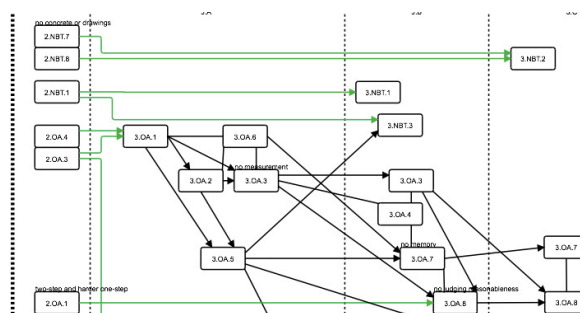 no concrete or drawings
2.NBT.7
2.NBT.8
3.NBT.2
2.NBT.1
3.NBT.1
3.NBT.3
2.OA.4
3.OA.1
3.OA.6
2.OA.3
no measurement
3.OA.2
3.OA.3
3.OA.3
3.OA.4
no memory
3.OA.7
3.OA.5
3.OA.7
two-step and harder one-step
no judging reasonableness
2.OA.1
3.OA.8